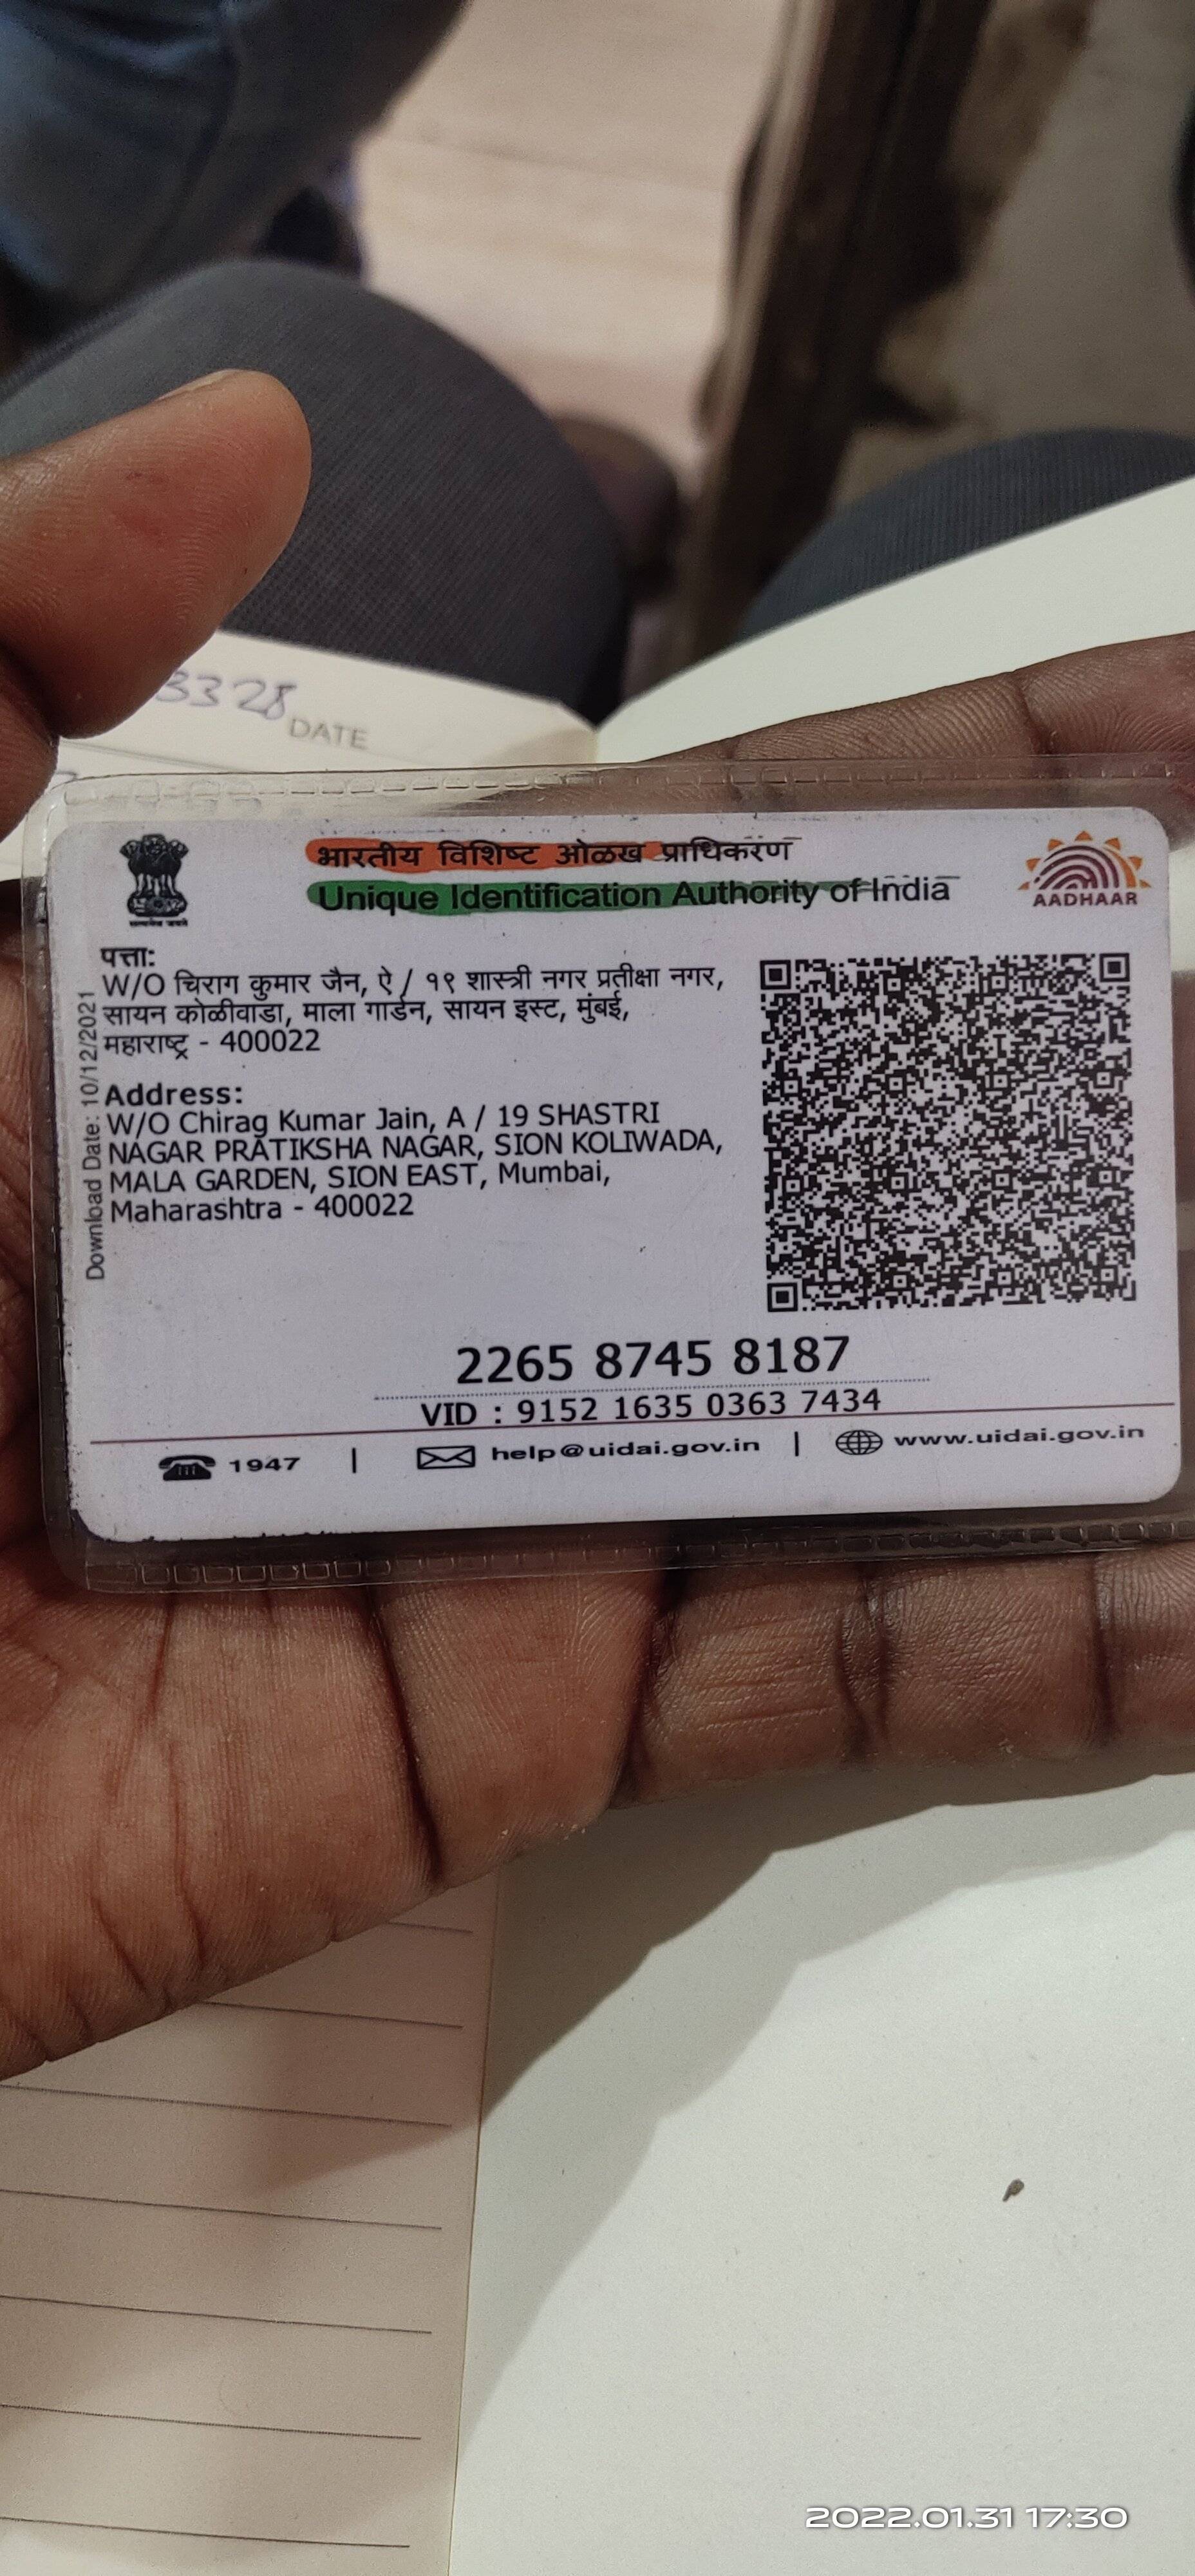 3328
DATE
भारतीय विशिष्ट ओळख प्राधिकरण
Unique Identification Authority of India
AADHAAR
पत्ता:
W/O चिराग कुमार जैन, ऐ / १९ शास्त्री नगर प्रतीक्षा नगर,
सायन कोळीवाडा, माला गार्डन, सायन इस्ट, मुंबई,
महाराष्ट्र - 400022
Address:
W/O Chirag Kumar Jain, A / 19 SHASTRI
NAGAR PRATIKSHA NAGAR, SION KOLIWADA,
MALA GARDEN, SION EAST, Mumbai,
Maharashtra - 400022
Download Date: 10/12/2021
2265 8745 8187
VID : 9152 1635 0363 7434
1947 | help@uidai.gov.in | www.uidai.gov.in
2022.01.31 17:30